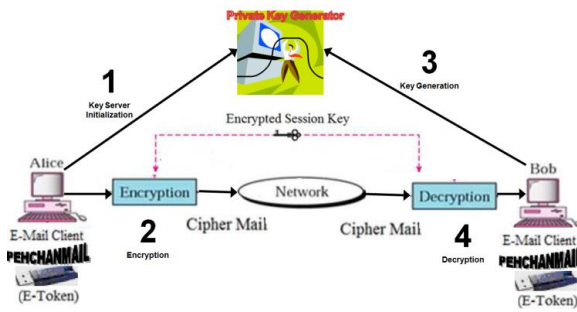 Private Key Generator
1
Key Server
Initialization
3
Key Generation
Encrypted Session Key
Alice
Bob
Encryption
Network
Decryption
Cipher Mail
Cipher Mail
2
Encryption
4
Decryption
E-Mail Client
PEHCHANMAIL
(E-Token)
E-Mail Client
PEHCHANMAIL
(E-Token)